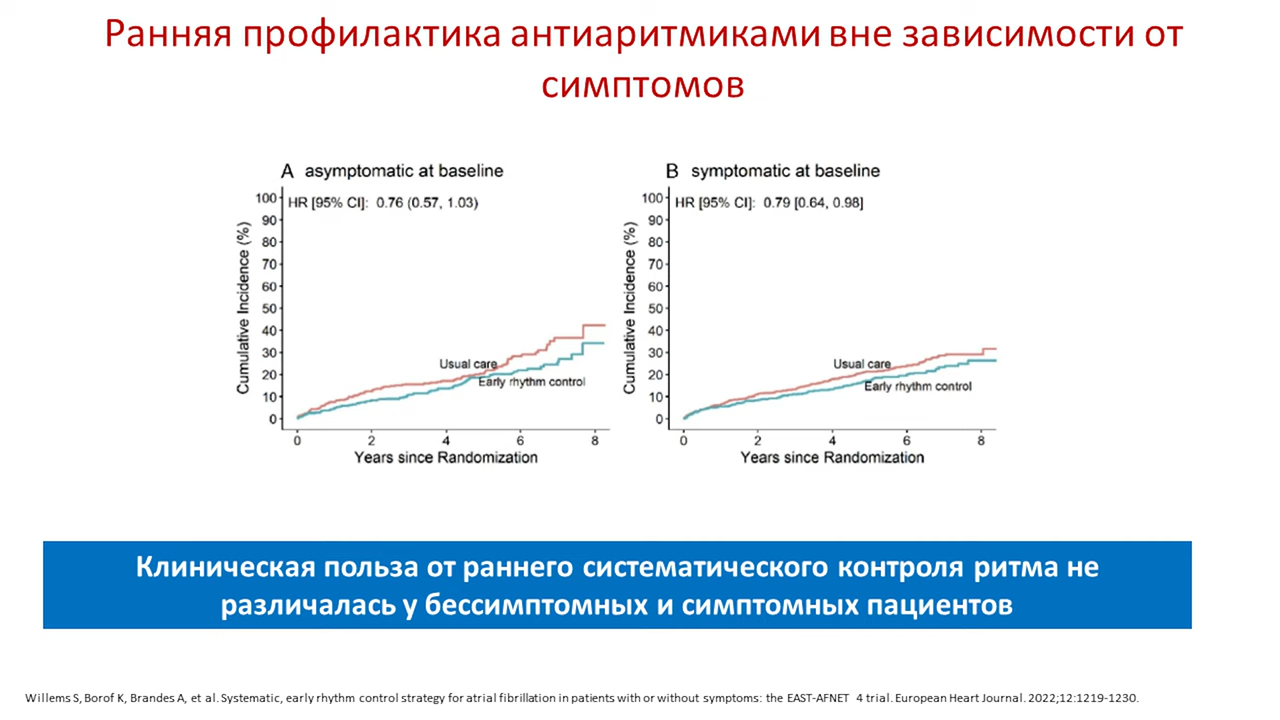 Ранняя профилактика антиаритмиками вне зависимости от
симптомов
A asymptomatic at baseline
HR [95% CI]: 0.76 (0.57, 1.03)
Cumulative Incidence (%)
100
90
80
70
60
50
40
30
20
10
0
Usual care
Early rhythm control
0 2 4 6 8
Years since Randomization
B symptomatic at baseline
HR [95% CI]: 0.79 [0.64, 0.98]
Cumulative Incidence (%)
100
90
80
70
60
50
40
30
20
10
0
Usual care
Early rhythm control
0 2 4 6 8
Years since Randomization
Клиническая польза от раннего систематического контроля ритма не
различалась у бессимптомных и симптомных пациентов
Willems S, Borof K, Brandes A, et al. Systematic, early rhythm control strategy for atrial fibrillation in patients with or without symptoms: the EAST-AFNET 4 trial. European Heart Journal. 2022;12:1219-1230.